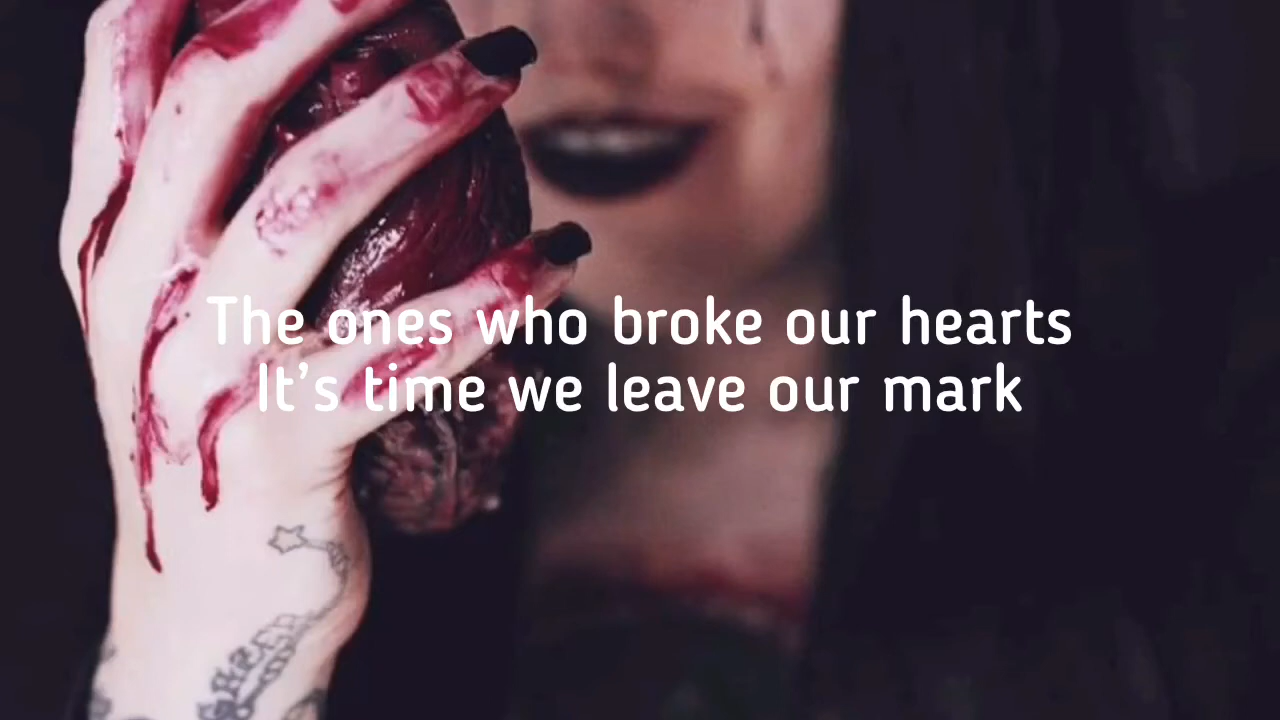 The ones who broke our hearts
It’s time we leave our mark